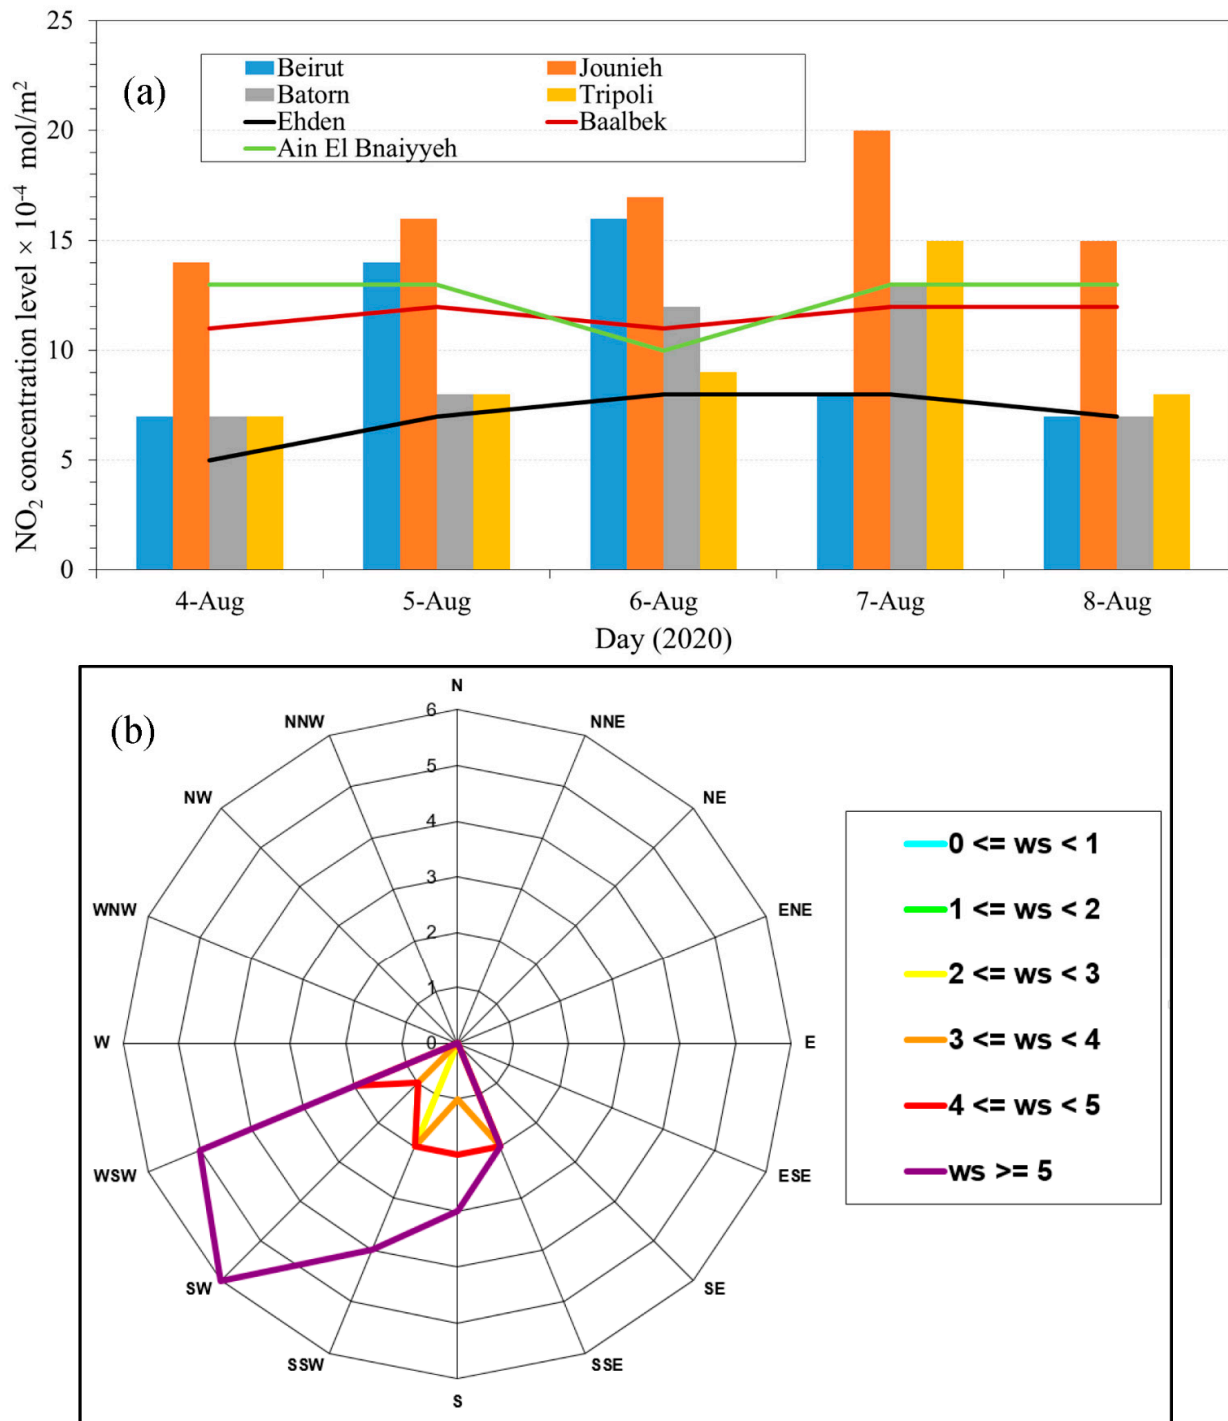 25
20
15
10
5
0
NO₂ concentration level × 10⁻⁴ mol/m²
(a)
Beirut Jounieh
Batorn Tripoli
Ehden Baalbek
Ain El Bnaiyyeh
4-Aug 5-Aug 6-Aug 7-Aug 8-Aug
Day (2020)
(b)
N
NNE
NE
ENE
E
ESE
SE
SSE
S
SSW
SW
WSW
W
WNW
NW
NNW
6
5
4
3
2
1
0
0 <= ws < 1
1 <= ws < 2
2 <= ws < 3
3 <= ws < 4
4 <= ws < 5
ws >= 5